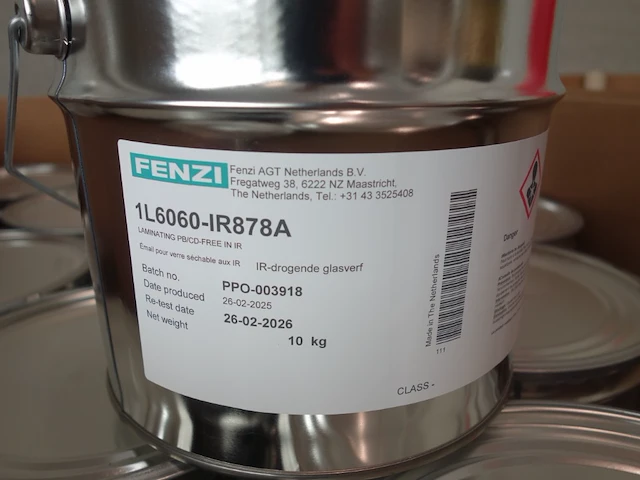 FENZI
Fenzi AGT Netherlands B.V.
Fregatweg 38, 6222 NZ Maastricht,
The Netherlands, Tel.: +31 43 3525408
1L6060-IR878A
LAMINATING PB/CD-FREE IN IR
Émail pour verre séchable aux IR IR-drogende glasverf
Batch no. PPO-003918
Date produced 26-02-2025
Re-test date 26-02-2026
Net weight 10 kg
Made in The Netherlands
111
CLASS -
Danger